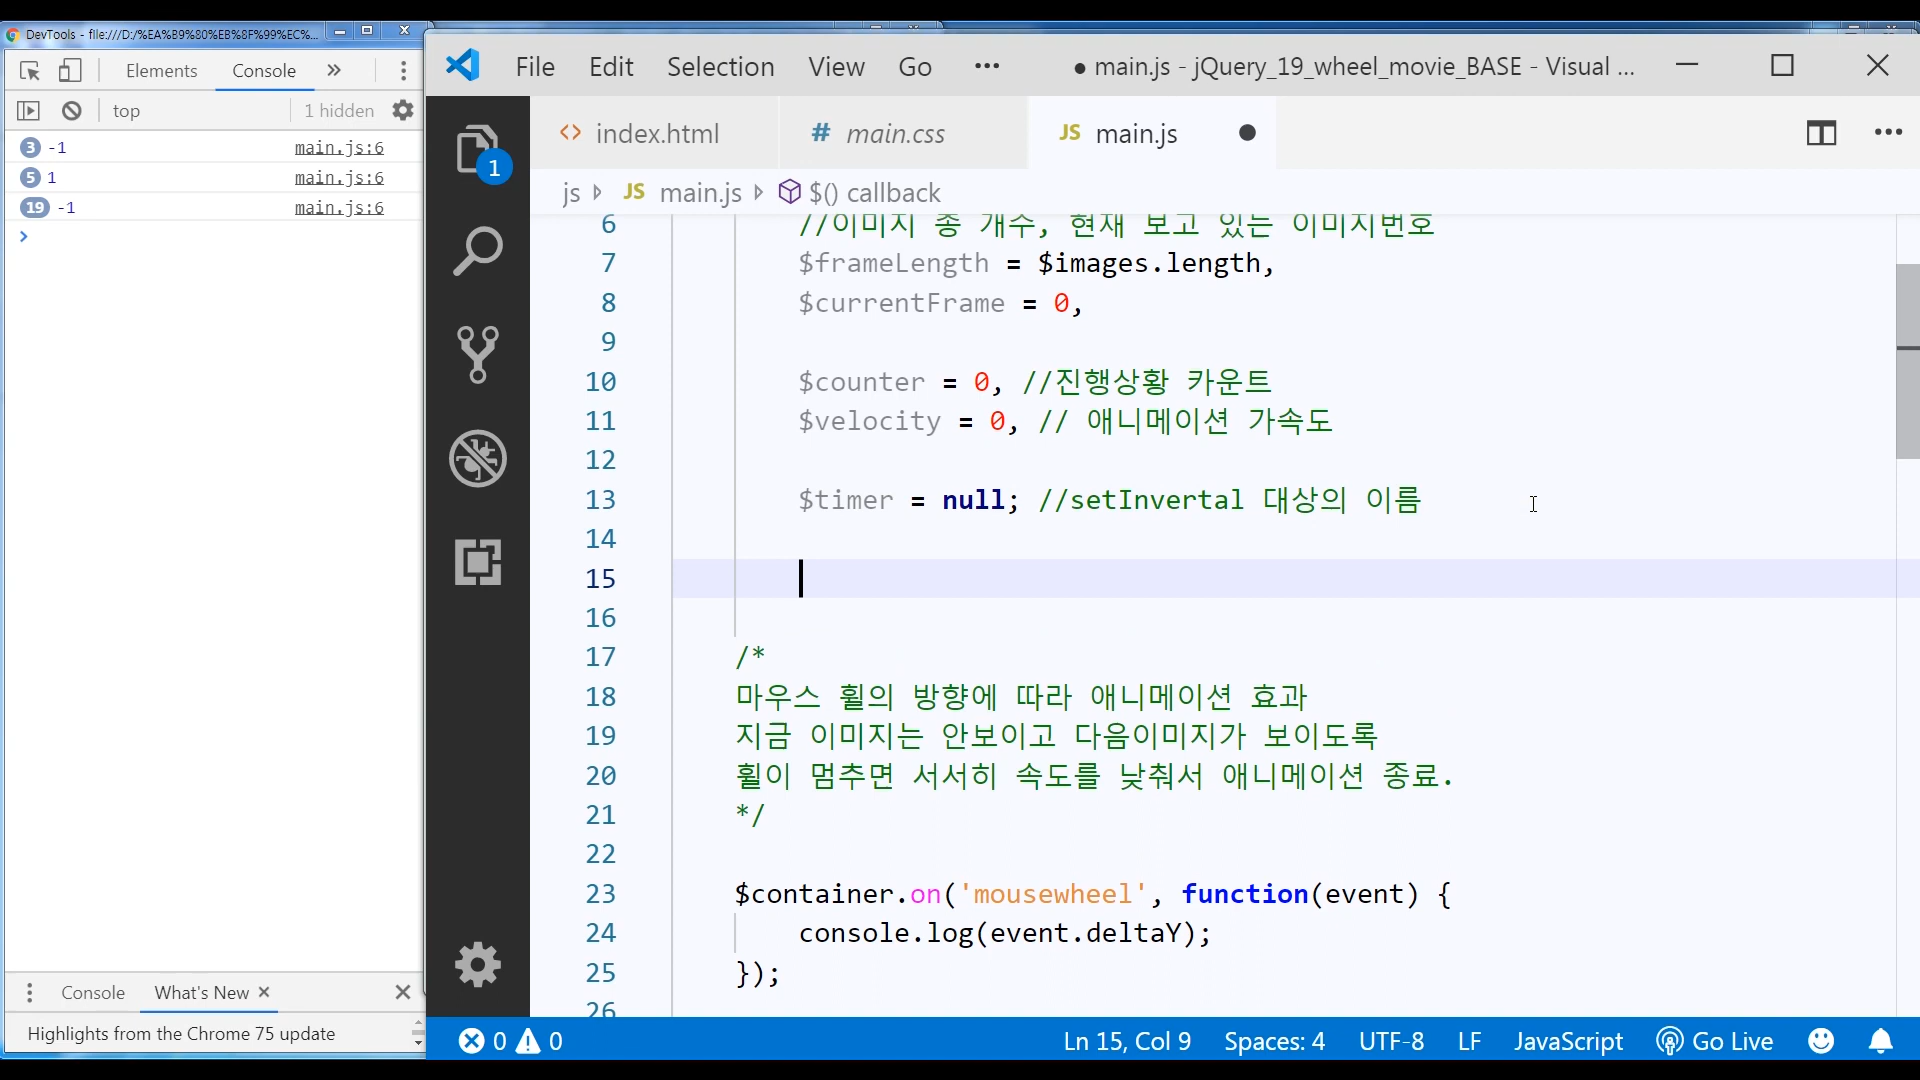 DevTools - file:///D:/%EA%B9%80%EB%8F%99%EC%...
Elements Console »
top 1 hidden
3 -1 main.js:6
5 1 main.js:6
19 -1 main.js:6
>
Console What's New ×
Highlights from the Chrome 75 update
File Edit Selection View Go ··· ● main.js - jQuery_19_wheel_movie_BASE - Visual ...
1
<> index.html # main.css JS main.js ●
js JS main.js $() callback
6 //이미지 총 개수, 현재 보고 있는 이미지번호
7 $frameLength = $images.length,
8 $currentFrame = 0,
9
10 $counter = 0, //진행상황 카운트
11 $velocity = 0, // 애니메이션 가속도
12
13 $timer = null; //setInvertal 대상의 이름
14
15
16
17 /*
18 마우스 휠의 방향에 따라 애니메이션 효과
19 지금 이미지는 안보이고 다음이미지가 보이도록
20 휠이 멈추면 서서히 속도를 낮춰서 애니메이션 종료.
21 */
22
23 $container.on('mousewheel', function(event) {
24 console.log(event.deltaY);
25 });
26
0 0 Ln 15, Col 9 Spaces: 4 UTF-8 LF JavaScript Go Live